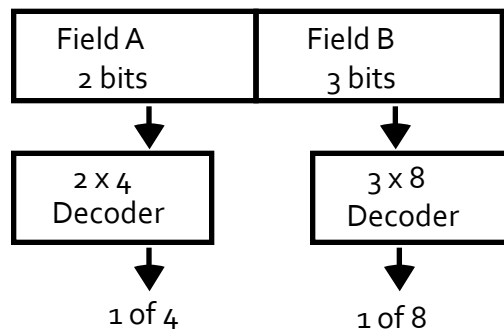 Field A
2 bits
Field B
3 bits
2 x 4
Decoder
3 x 8
Decoder
1 of 4
1 of 8